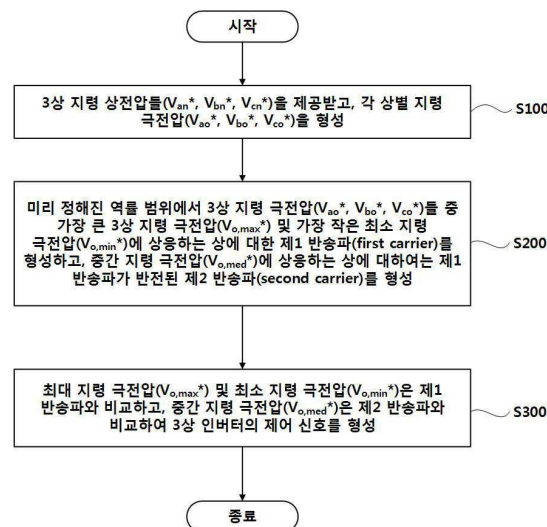 시작
3상 지령 상전압들(Van*, Vbn*, Vcn*)을 제공받고, 각 상별 지령
극전압(Vao*, Vbo*, Vco*)을 형성
S100
미리 정해진 역률 범위에서 3상 지령 극전압(Vao*, Vbo*, Vco*)들 중
가장 큰 3상 지령 극전압(Vo,max*) 및 가장 작은 최소 지령
극전압(Vo,min*)에 상응하는 상에 대한 제1 반송파(first carrier)를
형성하고, 중간 지령 극전압(Vo,med*)에 상응하는 상에 대하여는 제1
반송파가 반전된 제2 반송파(second carrier)를 형성
S200
최대 지령 극전압(Vo,max*) 및 최소 지령 극전압(Vo,min*)은 제1
반송파와 비교하고, 중간 지령 극전압(Vo,med*)은 제2 반송파와
비교하여 3상 인버터의 제어 신호를 형성
S300
종료